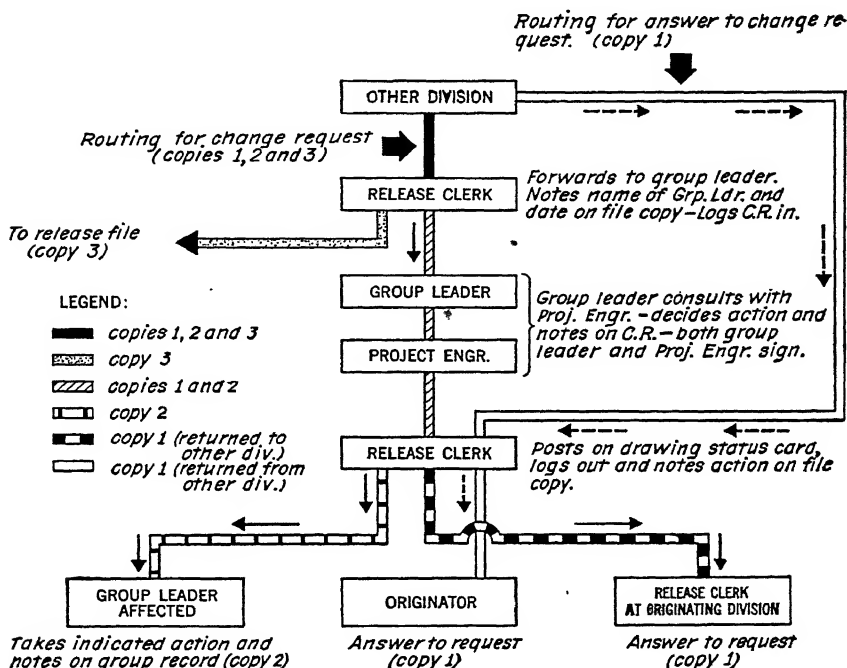 Routing for answer to change re-
quest. (copy 1)
OTHER DIVISION
Routing for change request
(copies 1, 2 and 3)
RELEASE CLERK
Forwards to group leader.
Notes name of Grp. Ldr. and
date on file copy-Logs C.R. in.
To release file
(copy 3)
GROUP LEADER
PROJECT ENGR.
Group leader consults with
Proj. Engr. -decides action and
notes on C.R.-both group
leader and Proj. Engr. sign.
LEGEND:
copies 1, 2 and 3
copy 3
copies 1 and 2
copy 2
copy 1 (returned to
other div.)
copy 1 (returned from
other div.)
RELEASE CLERK
Posts on drawing status card,
logs out and notes action on file
copy.
GROUP LEADER
AFFECTED
Takes indicated action and
notes on group record (copy 2)
ORIGINATOR
Answer to request
(copy 1)
RELEASE CLERK
AT ORIGINATING DIVISION
Answer to request
(copy 1)